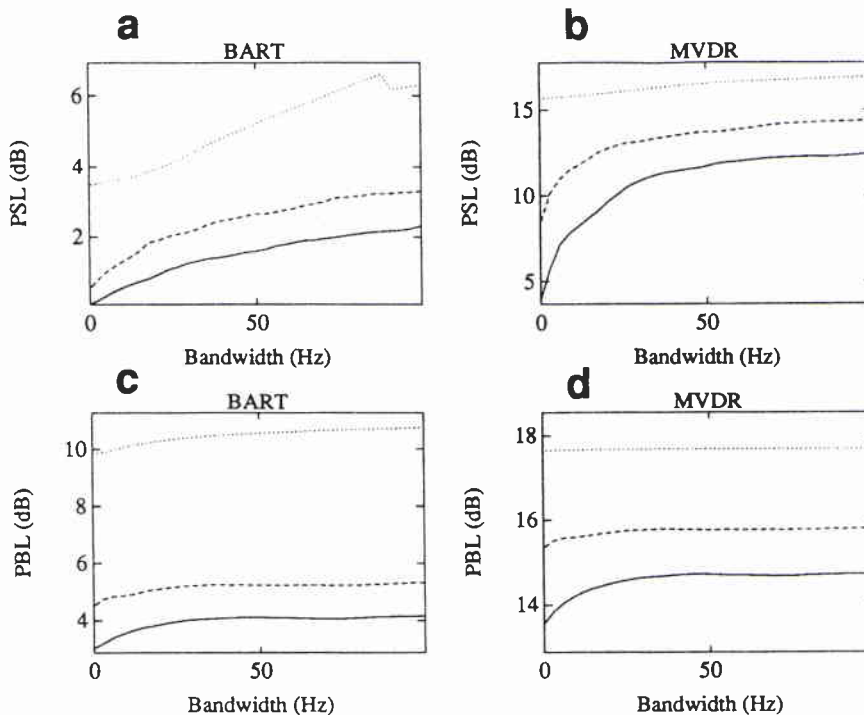 a
BART
PSL (dB)
6
4
2
0
50
Bandwidth (Hz)
b
MVDR
PSL (dB)
15
10
5
0
50
Bandwidth (Hz)
c
BART
PBL (dB)
10
8
6
4
0
50
Bandwidth (Hz)
d
MVDR
PBL (dB)
18
16
14
0
50
Bandwidth (Hz)